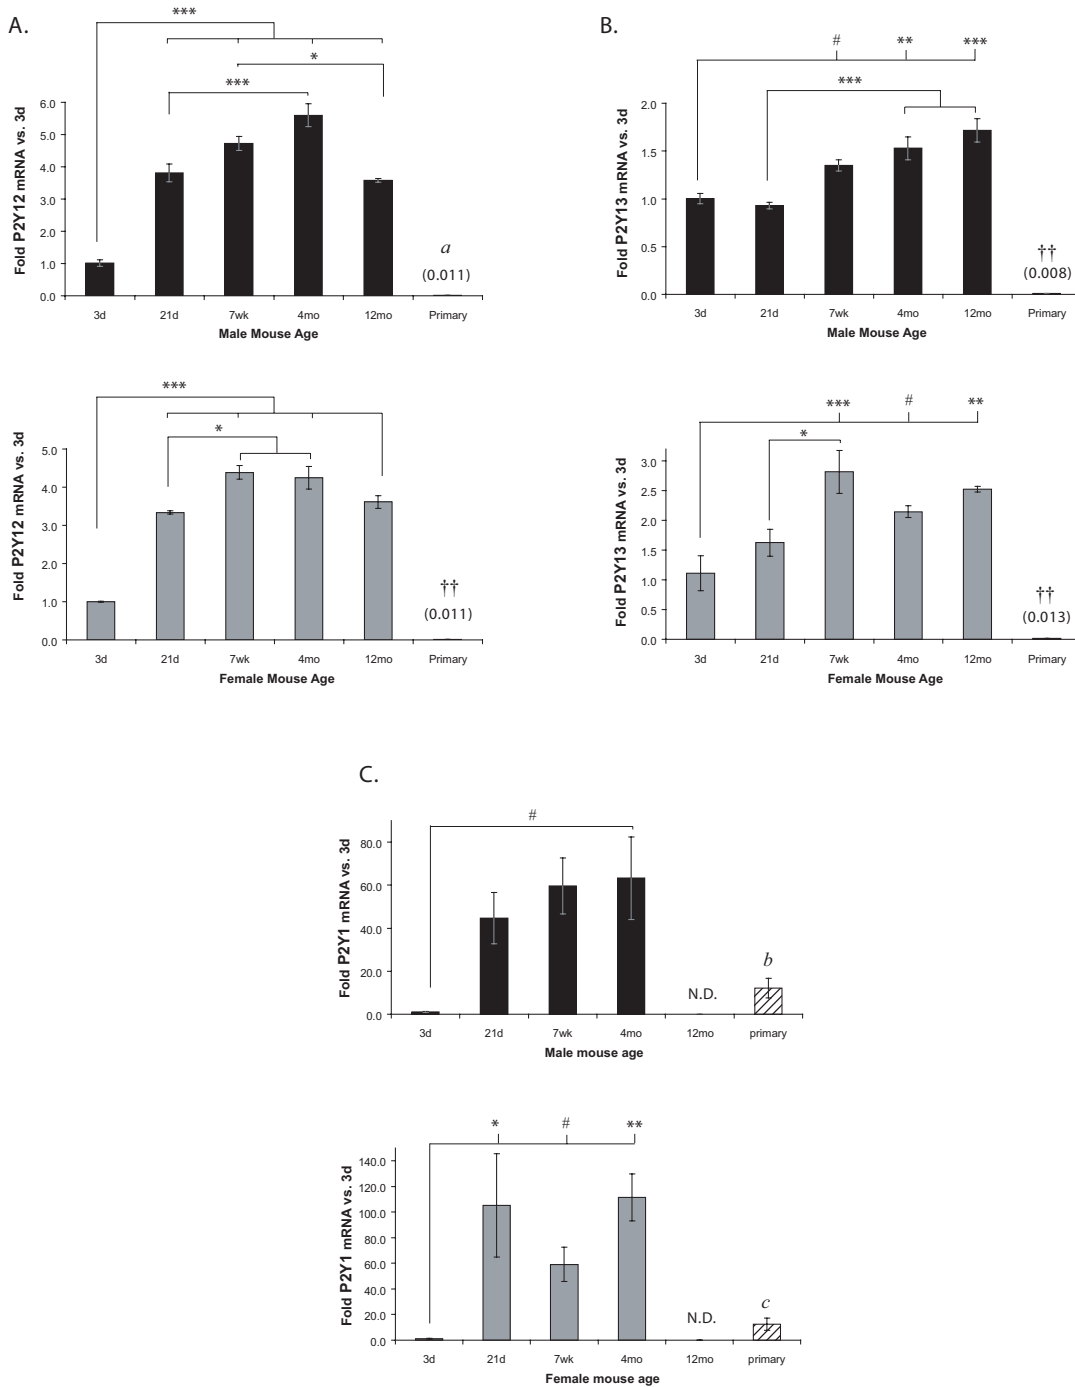 A.
***
*
***
Fold P2Y12 mRNA vs. 3d
6.0
5.0
4.0
3.0
2.0
1.0
0.0
a
(0.011)
3d 21d 7wk 4mo 12mo Primary
Male Mouse Age
***
*
Fold P2Y12 mRNA vs. 3d
5.0
4.0
3.0
2.0
1.0
0.0
††
(0.011)
3d 21d 7wk 4mo 12mo Primary
Female Mouse Age
B.
# ** ***
***
Fold P2Y13 mRNA vs. 3d
2.0
1.5
1.0
0.5
0.0
††
(0.008)
3d 21d 7wk 4mo 12mo Primary
Male Mouse Age
*** # **
*
Fold P2Y13 mRNA vs. 3d
3.0
2.5
2.0
1.5
1.0
0.5
0.0
††
(0.013)
3d 21d 7wk 4mo 12mo Primary
Female Mouse Age
C.
#
Fold P2Y1 mRNA vs. 3d
80.0
60.0
40.0
20.0
0.0
N.D.
b
3d 21d 7wk 4mo 12mo primary
Male mouse age
* # **
Fold P2Y1 mRNA vs. 3d
140.0
120.0
100.0
80.0
60.0
40.0
20.0
0.0
N.D.
c
3d 21d 7wk 4mo 12mo primary
Female mouse age